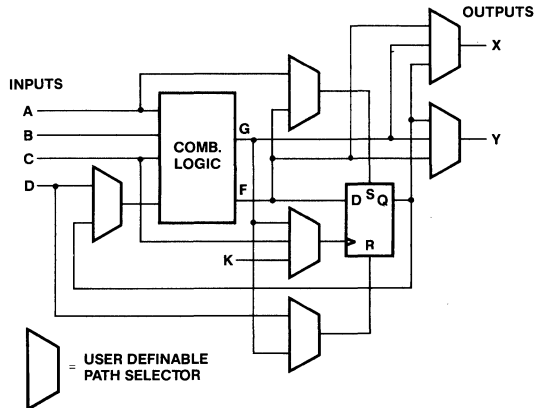 OUTPUTS
X
INPUTS
A
B
C
D
COMB.
LOGIC
G
F
Y
D S Q
R
K
= USER DEFINABLE
PATH SELECTOR